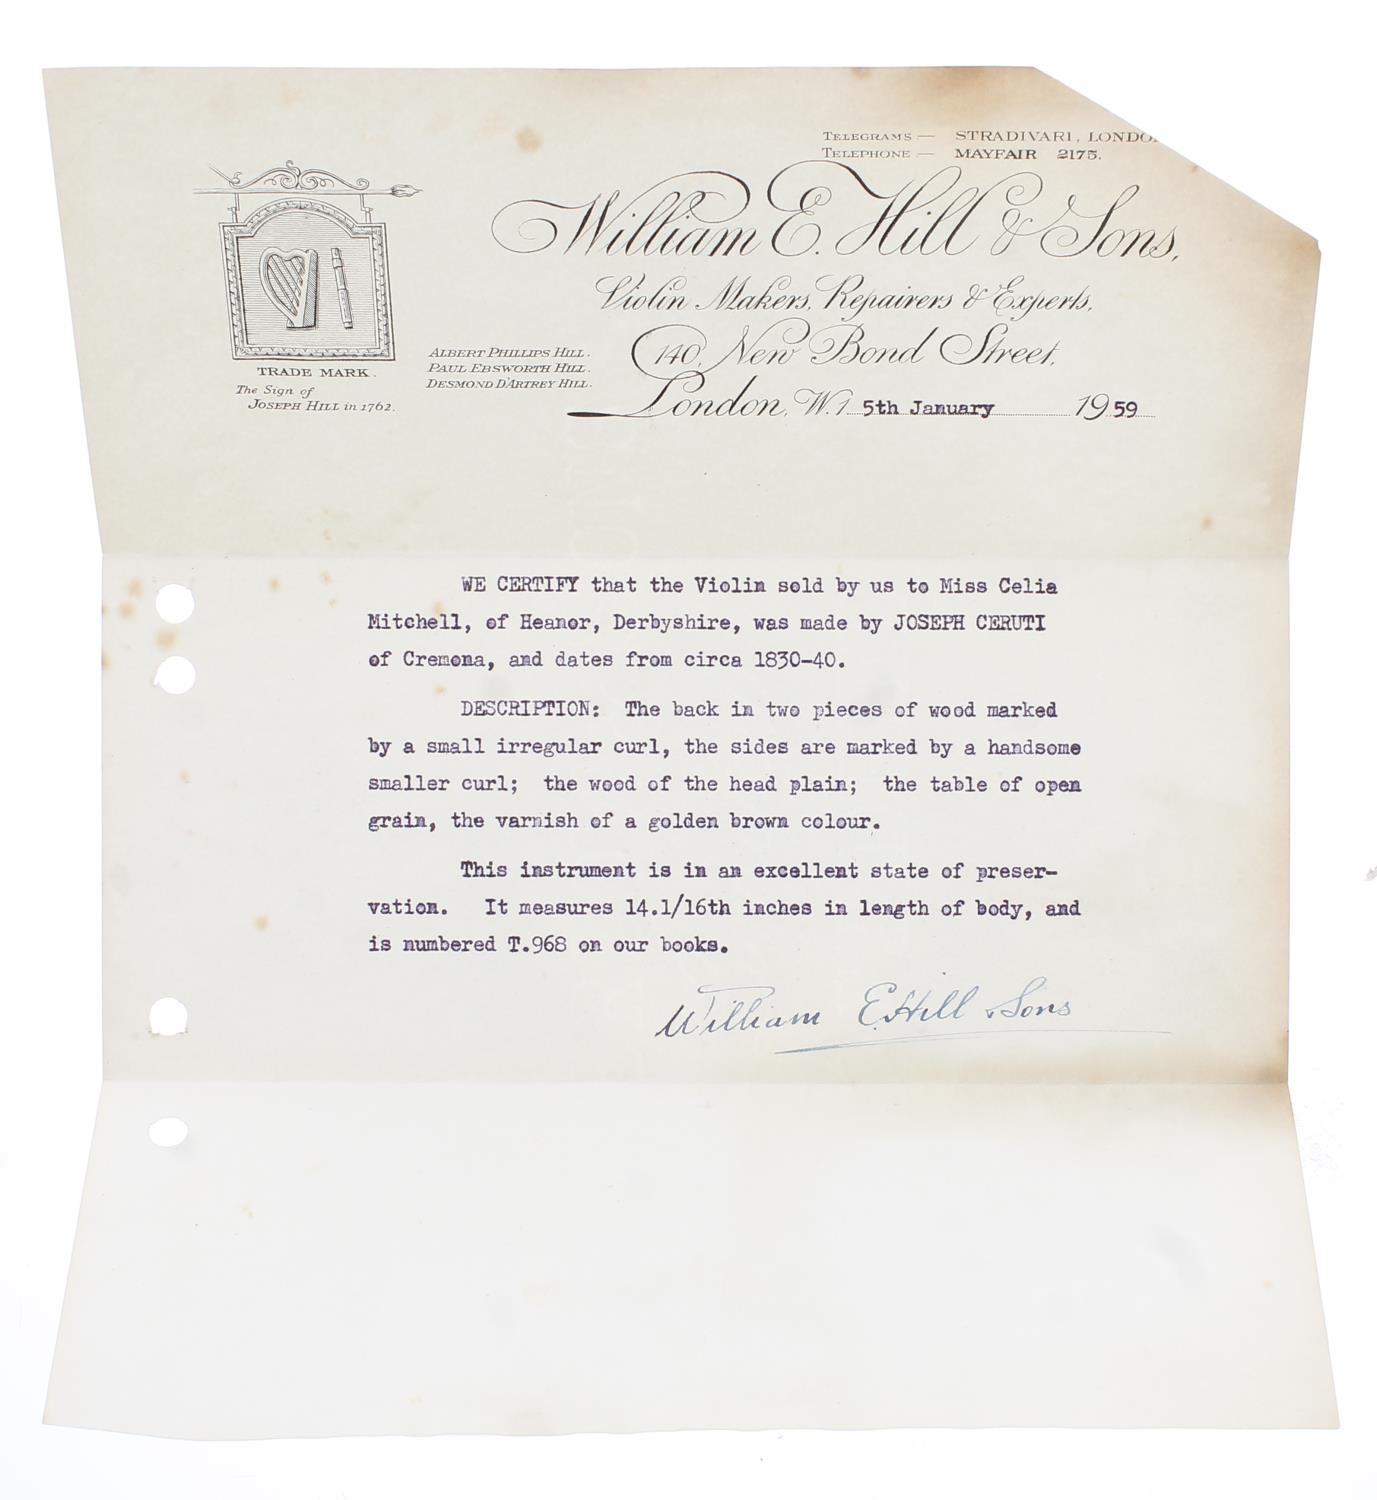 TELEGRAMS — STRADIVARI, LONDO
TELEPHONE — MAYFAIR 2175.
William E. Hill & Sons,
Violin Makers, Repairers & Experts,
140, New Bond Street,
London, W.1 5th January 1959
ALBERT PHILLIPS HILL.
PAUL EBSWORTH HILL.
DESMOND D'ARTREY HILL.
TRADE MARK.
The Sign of
JOSEPH HILL in 1762.
WE CERTIFY that the Violin sold by us to Miss Celia
Mitchell, of Heanor, Derbyshire, was made by JOSEPH CERUTI
of Cremona, and dates from circa 1830-40.
DESCRIPTION: The back in two pieces of wood marked
by a small irregular curl, the sides are marked by a handsome
smaller curl; the wood of the head plain; the table of open
grain, the varnish of a golden brown colour.
This instrument is in an excellent state of preser-
vation. It measures 14.1/16th inches in length of body, and
is numbered T.968 on our books.
William E. Hill & Sons